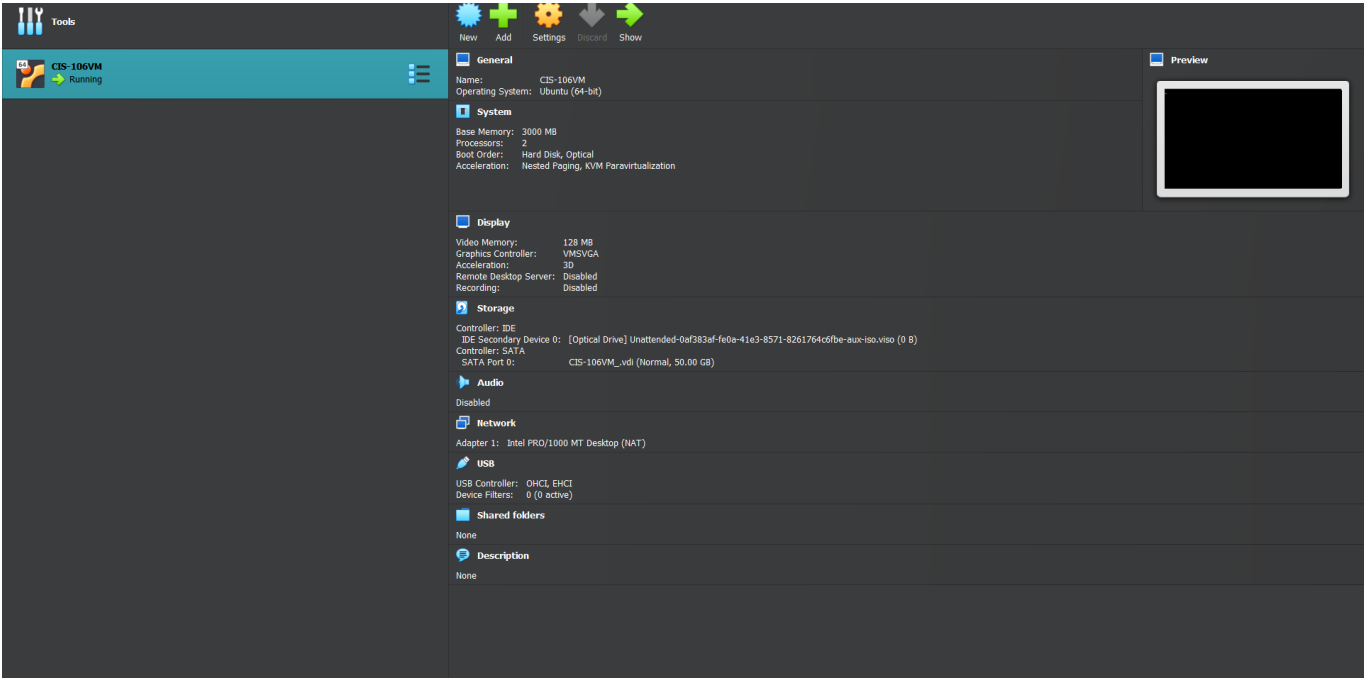 Tools
New Add Settings Discard Show
64
CIS-106VM
Running
General
Name: CIS-106VM
Operating System: Ubuntu (64-bit)
Preview
System
Base Memory: 3000 MB
Processors: 2
Boot Order: Hard Disk, Optical
Acceleration: Nested Paging, KVM Paravirtualization
Display
Video Memory: 128 MB
Graphics Controller: VMSVGA
Acceleration: 3D
Remote Desktop Server: Disabled
Recording: Disabled
Storage
Controller: IDE
IDE Secondary Device 0: [Optical Drive] Unattended-0af383af-fe0a-41e3-8571-8261764c6fbe-aux-iso.viso (0 B)
Controller: SATA
SATA Port 0: CIS-106VM_.vdi (Normal, 50.00 GB)
Audio
Disabled
Network
Adapter 1: Intel PRO/1000 MT Desktop (NAT)
USB
USB Controller: OHCI, EHCI
Device Filters: 0 (0 active)
Shared folders
None
Description
None